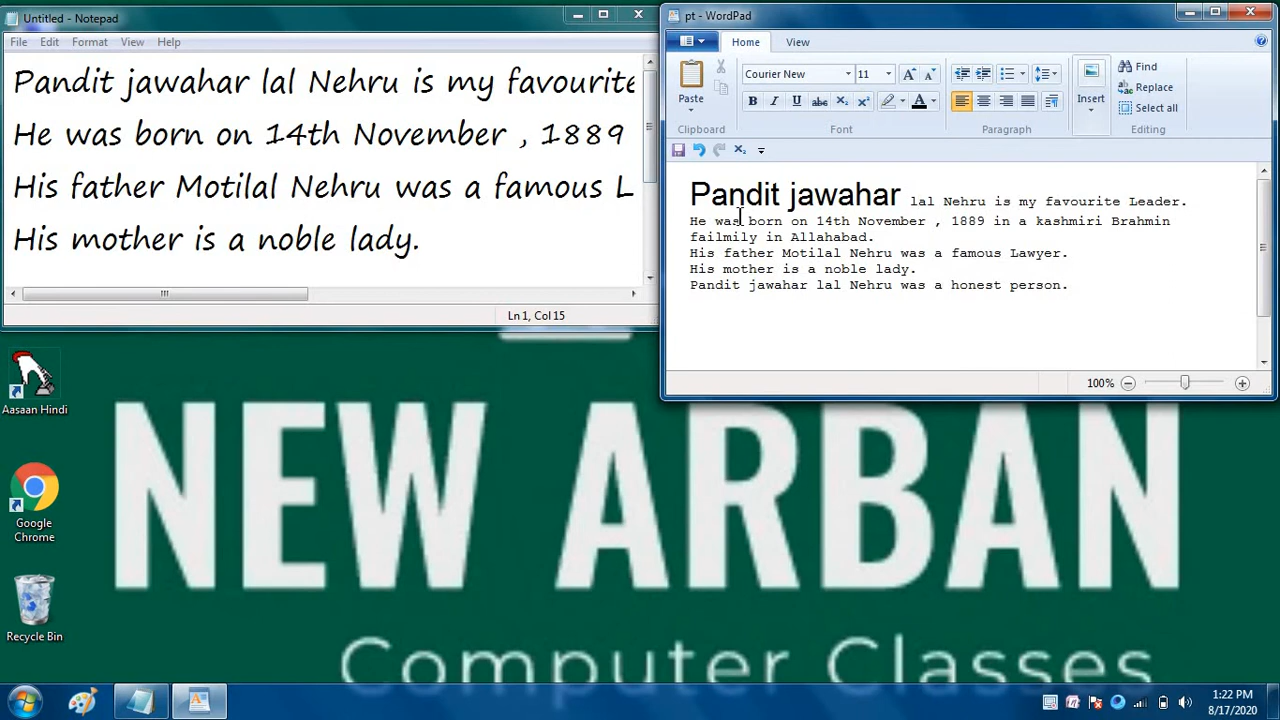 Untitled - Notepad
File Edit Format View Help
Pandit jawahar lal Nehru is my favourite
He was born on 14th November , 1889
His father Motilal Nehru was a famous L
His mother is a noble lady.
Ln 1, Col 15
pt - WordPad
Home View
Paste
Clipboard
Courier New 11
Font
Paragraph
Insert
Find
Replace
Select all
Editing
Pandit jawahar lal Nehru is my favourite Leader.
He was born on 14th November , 1889 in a kashmiri Brahmin
failmily in Allahabad.
His father Motilal Nehru was a famous Lawyer.
His mother is a noble lady.
Pandit jawahar lal Nehru was a honest person.
100%
Aasaan Hindi
Google
Chrome
Recycle Bin
NEW ARBAN
Computer Classes
1:22 PM
8/17/2020